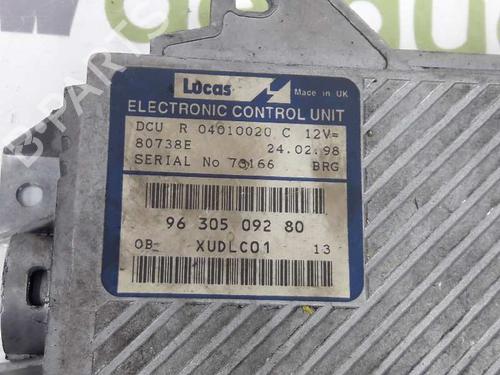 Lucas Made in UK
ELECTRONIC CONTROL UNIT
DCU R 04010020 C 12V=
80738E 24.02.98
SERIAL No 73166 BRG
96 305 092 80
OB- XUDLC01 13